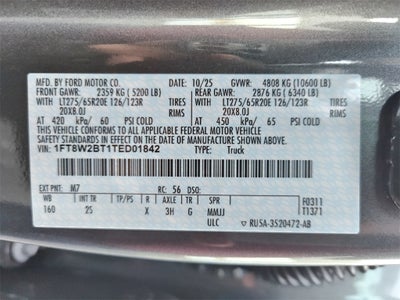 MFD. BY FORD MOTOR CO. 10/25 GVWR: 4808 KG (10600 LB)
FRONT GAWR: 2359 KG (5200 LB) REAR GAWR: 2876 KG (6340 LB)
LT275/65R20E 126/123R TIRES LT275/65R20E 126/123R TIRES
20X8.0J RIMS 20X8.0J RIMS
AT 420 kPa/ 60 PSI COLD AT 450 kPa/ 65 PSI COLD
THIS VEHICLE CONFORMS TO ALL APPLICABLE FEDERAL MOTOR VEHICLE
SAFETY STANDARDS IN EFFECT ON THE DATE OF MANUFACTURE SHOWN ABOVE.
VIN: 1FT8W2BT1TED01842 TYPE: Truck
EXT PNT: M7 RC: 56 DSO:
WB INT TR TP/PS R AXLE TR SPR F0311
160 2S X 3H G MMJJ T1371
ULC RU5A-3520472-AB